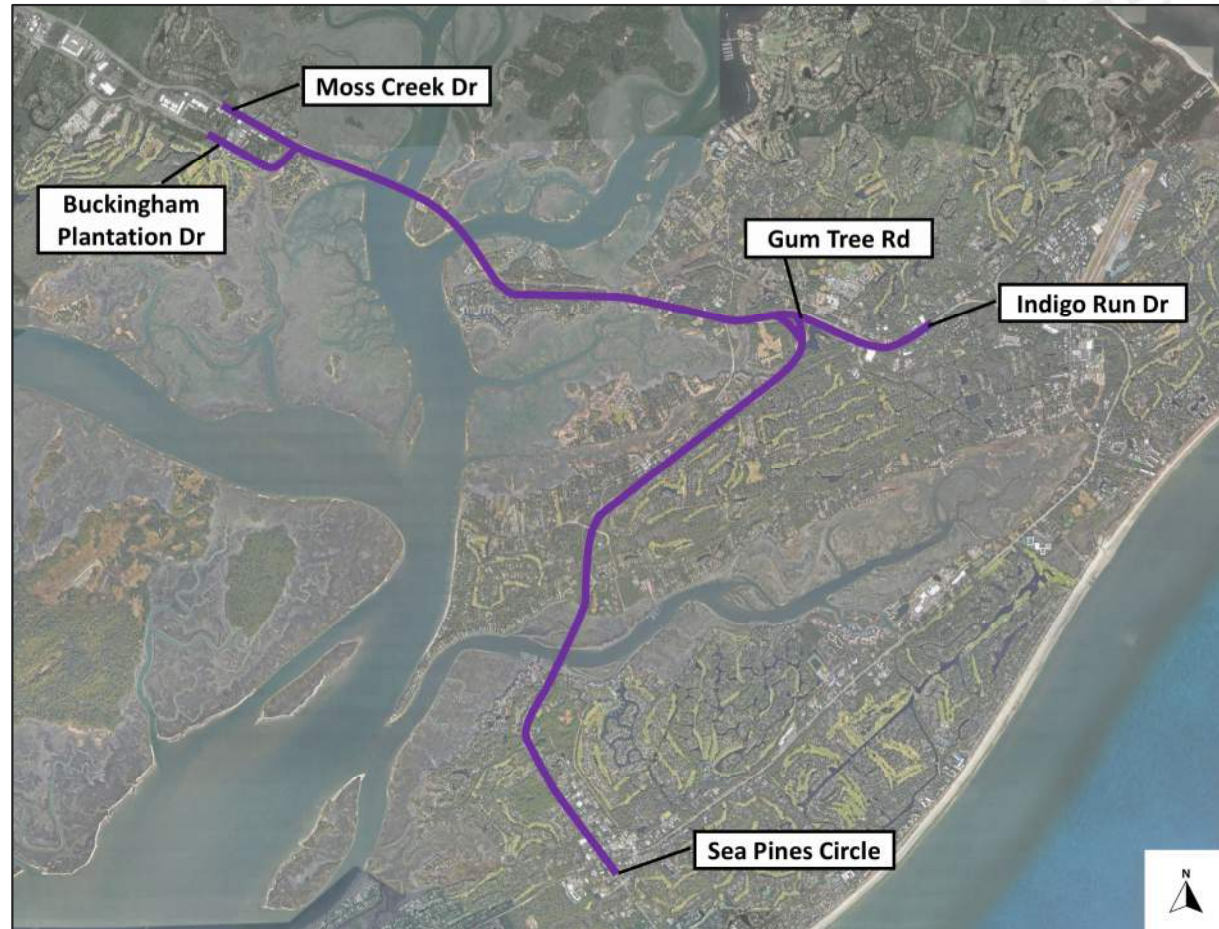 Moss Creek Dr
Buckingham
Plantation Dr
Gum Tree Rd
Indigo Run Dr
Sea Pines Circle
N